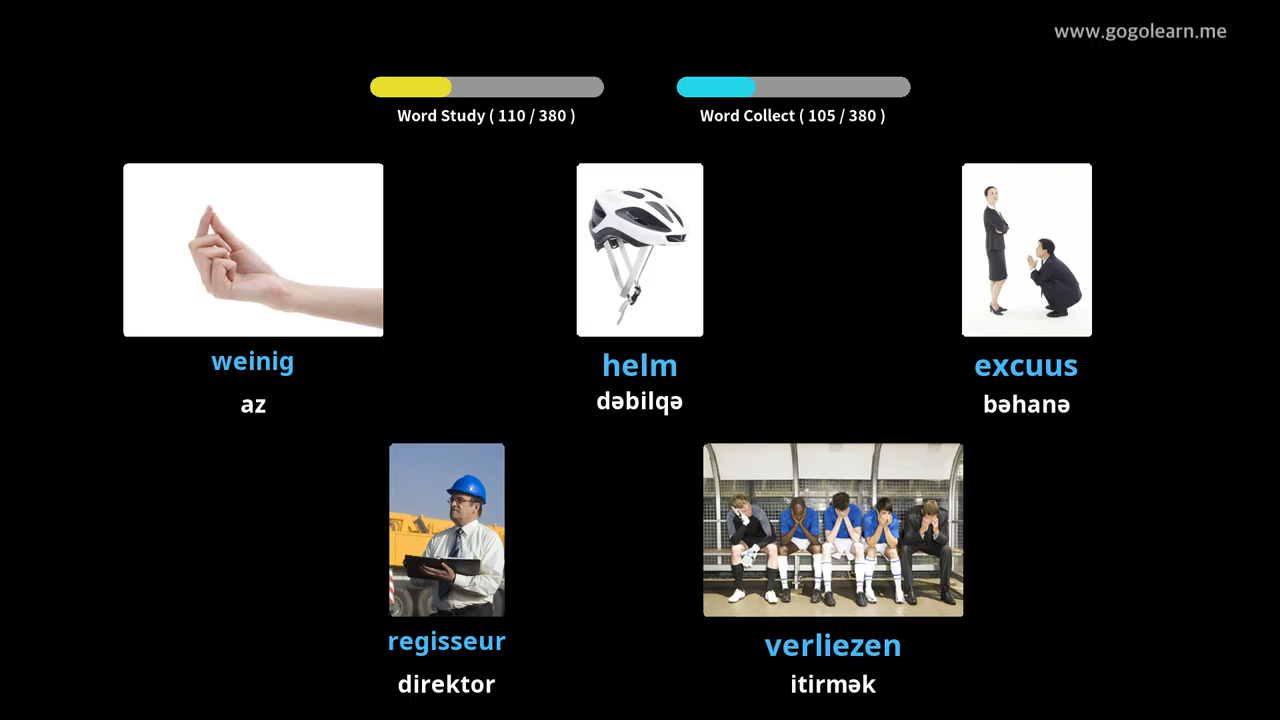 www.gogolearn.me
Word Study ( 110 / 380 )
Word Collect ( 105 / 380 )
weinig
az
helm
dəbilqə
excuus
bəhanə
regisseur
direktor
verliezen
itirmək